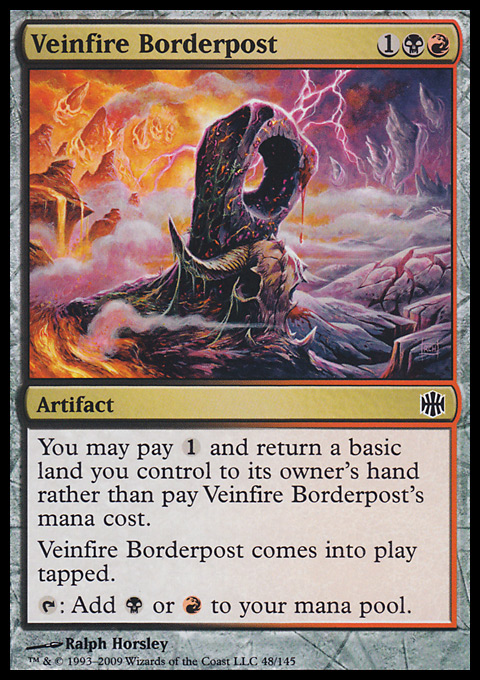 Veinfire Borderpost 1
Artifact
You may pay 1 and return a basic
land you control to its owner's hand
rather than pay Veinfire Borderpost's
mana cost.
Veinfire Borderpost comes into play
tapped.
: Add or to your mana pool.
Ralph Horsley
™ & © 1993–2009 Wizards of the Coast LLC 48/145